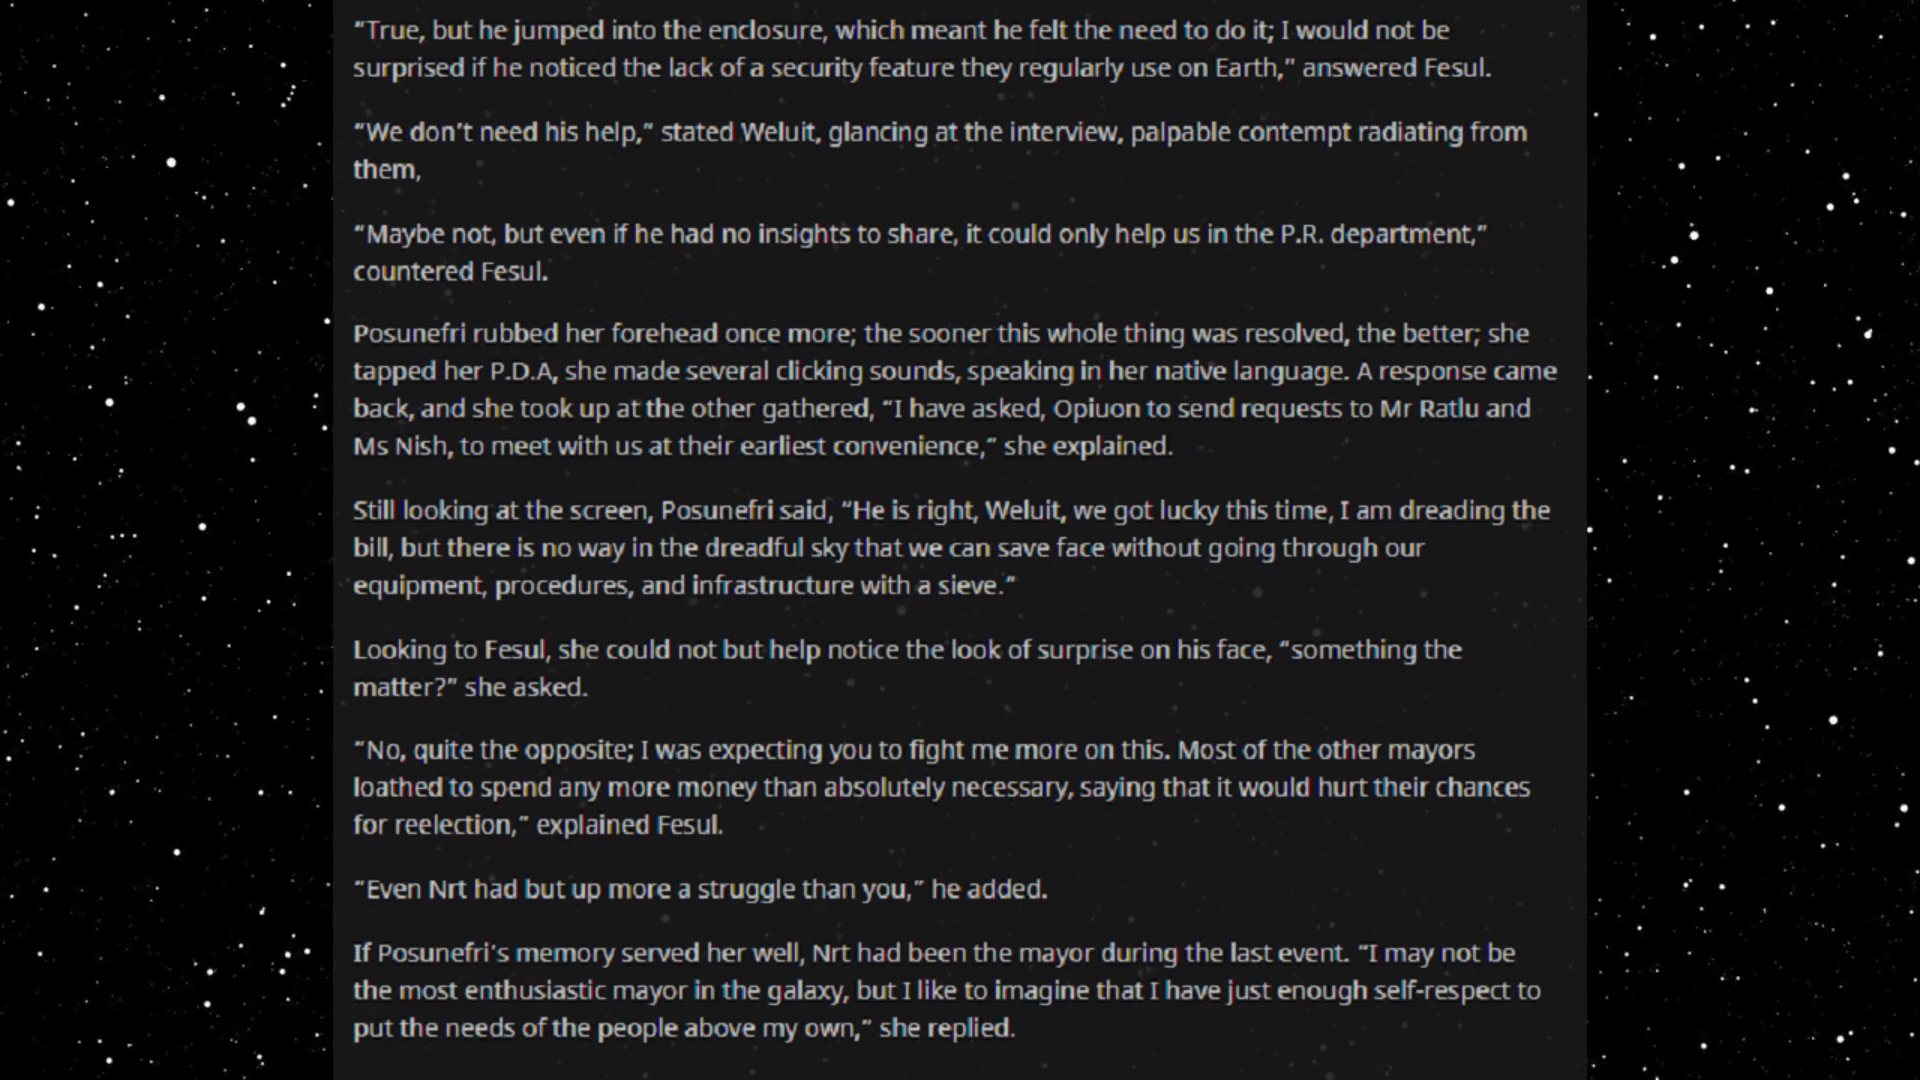 “True, but he jumped into the enclosure, which meant he felt the need to do it; I would not be
surprised if he noticed the lack of a security feature they regularly use on Earth,” answered Fesul.
“We don’t need his help,” stated Weluit, glancing at the interview, palpable contempt radiating from
them,
“Maybe not, but even if he had no insights to share, it could only help us in the P.R. department,”
countered Fesul.
Posunefri rubbed her forehead once more; the sooner this whole thing was resolved, the better; she
tapped her P.D.A, she made several clicking sounds, speaking in her native language. A response came
back, and she took up at the other gathered, “I have asked, Opiuon to send requests to Mr Ratlu and
Ms Nish, to meet with us at their earliest convenience,” she explained.
Still looking at the screen, Posunefri said, “He is right, Weluit, we got lucky this time, I am dreading the
bill, but there is no way in the dreadful sky that we can save face without going through our
equipment, procedures, and infrastructure with a sieve.”
Looking to Fesul, she could not but help notice the look of surprise on his face, “something the
matter?” she asked.
“No, quite the opposite; I was expecting you to fight me more on this. Most of the other mayors
loathed to spend any more money than absolutely necessary, saying that it would hurt their chances
for reelection,” explained Fesul.
“Even Nrt had but up more a struggle than you,” he added.
If Posunefri’s memory served her well, Nrt had been the mayor during the last event. “I may not be
the most enthusiastic mayor in the galaxy, but I like to imagine that I have just enough self-respect to
put the needs of the people above my own,” she replied.